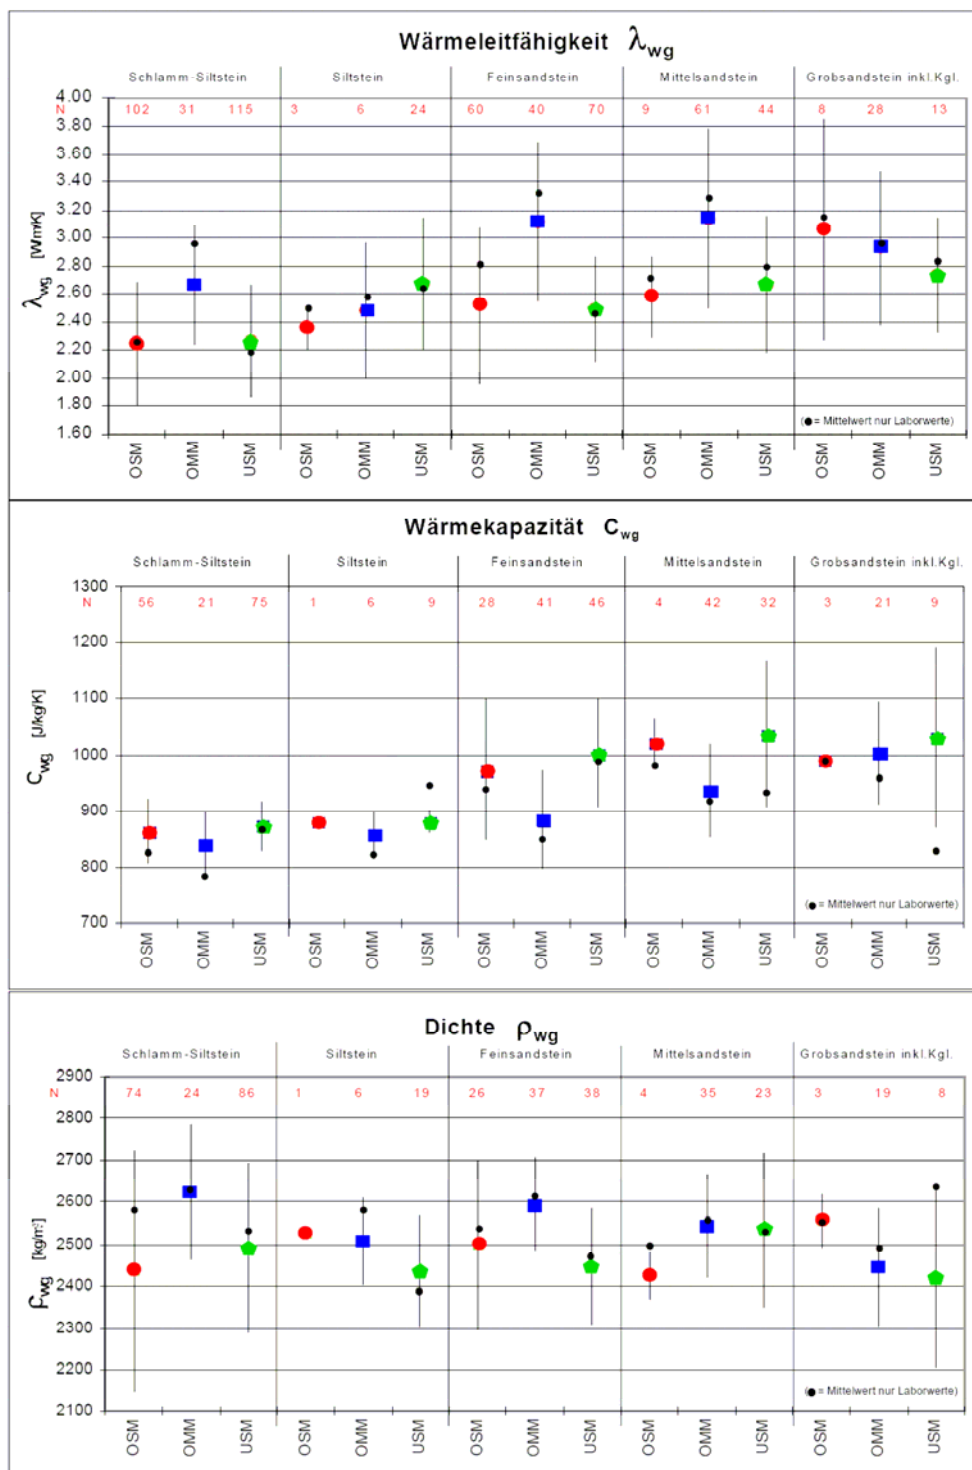 Wärmeleitfähigkeit λwg
Schlamm-Siltstein Siltstein Feinsandstein Mittelsandstein Grobsandstein inkl.Kgl.
N 102 31 115 3 6 24 60 40 70 9 61 44 8 28 13
4.00
3.80
3.60
3.40
3.20
3.00
2.80
2.60
2.40
2.20
2.00
1.80
1.60
λwg [Wm/K]
(● = Mittelwert nur Laborwerte)
OSM OMM USM OSM OMM USM OSM OMM USM OSM OMM USM OSM OMM USM
Wärmekapazität Cwg
Schlamm-Siltstein Siltstein Feinsandstein Mittelsandstein Grobsandstein inkl.Kgl.
N 56 21 75 1 6 9 28 41 46 4 42 32 3 21 9
1300
1200
1100
1000
900
800
700
Cwg [J/kg/K]
(● = Mittelwert nur Laborwerte)
OSM OMM USM OSM OMM USM OSM OMM USM OSM OMM USM OSM OMM USM
Dichte ρwg
Schlamm-Siltstein Siltstein Feinsandstein Mittelsandstein Grobsandstein inkl.Kgl.
N 74 24 86 1 6 19 26 37 38 4 35 23 3 19 8
2900
2800
2700
2600
2500
2400
2300
2200
2100
ρwg [kg/m³]
(● = Mittelwert nur Laborwerte)
OSM OMM USM OSM OMM USM OSM OMM USM OSM OMM USM OSM OMM USM